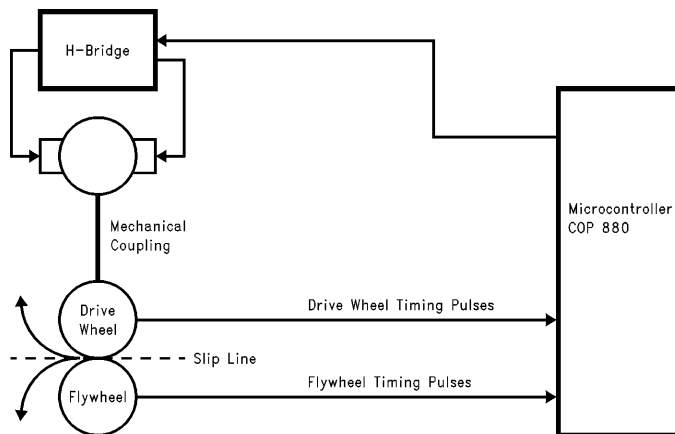 H-Bridge
Mechanical
Coupling
Microcontroller
COP 880
Drive
Wheel
Drive Wheel Timing Pulses
Slip Line
Flywheel
Flywheel Timing Pulses